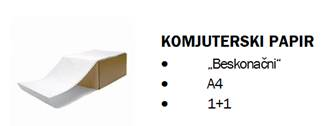 KOMJUTERSKI PAPIR
• „Beskonačni“
• A4
• 1+1